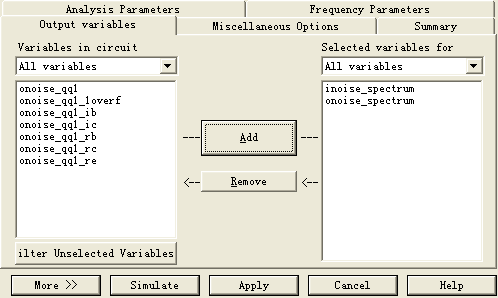 Analysis Parameters Frequency Parameters
Output variables Miscellaneous Options Summary
Variables in circuit Selected variables for
All variables All variables
onoise_qq1 inoise_spectrum
onoise_qq1_1overf onoise_spectrum
onoise_qq1_ib
onoise_qq1_ic
onoise_qq1_rb
onoise_qq1_rc
onoise_qq1_re
--- Add ---
<-- Remove <--
ilter Unselected Variables
More >> Simulate Apply Cancel Help